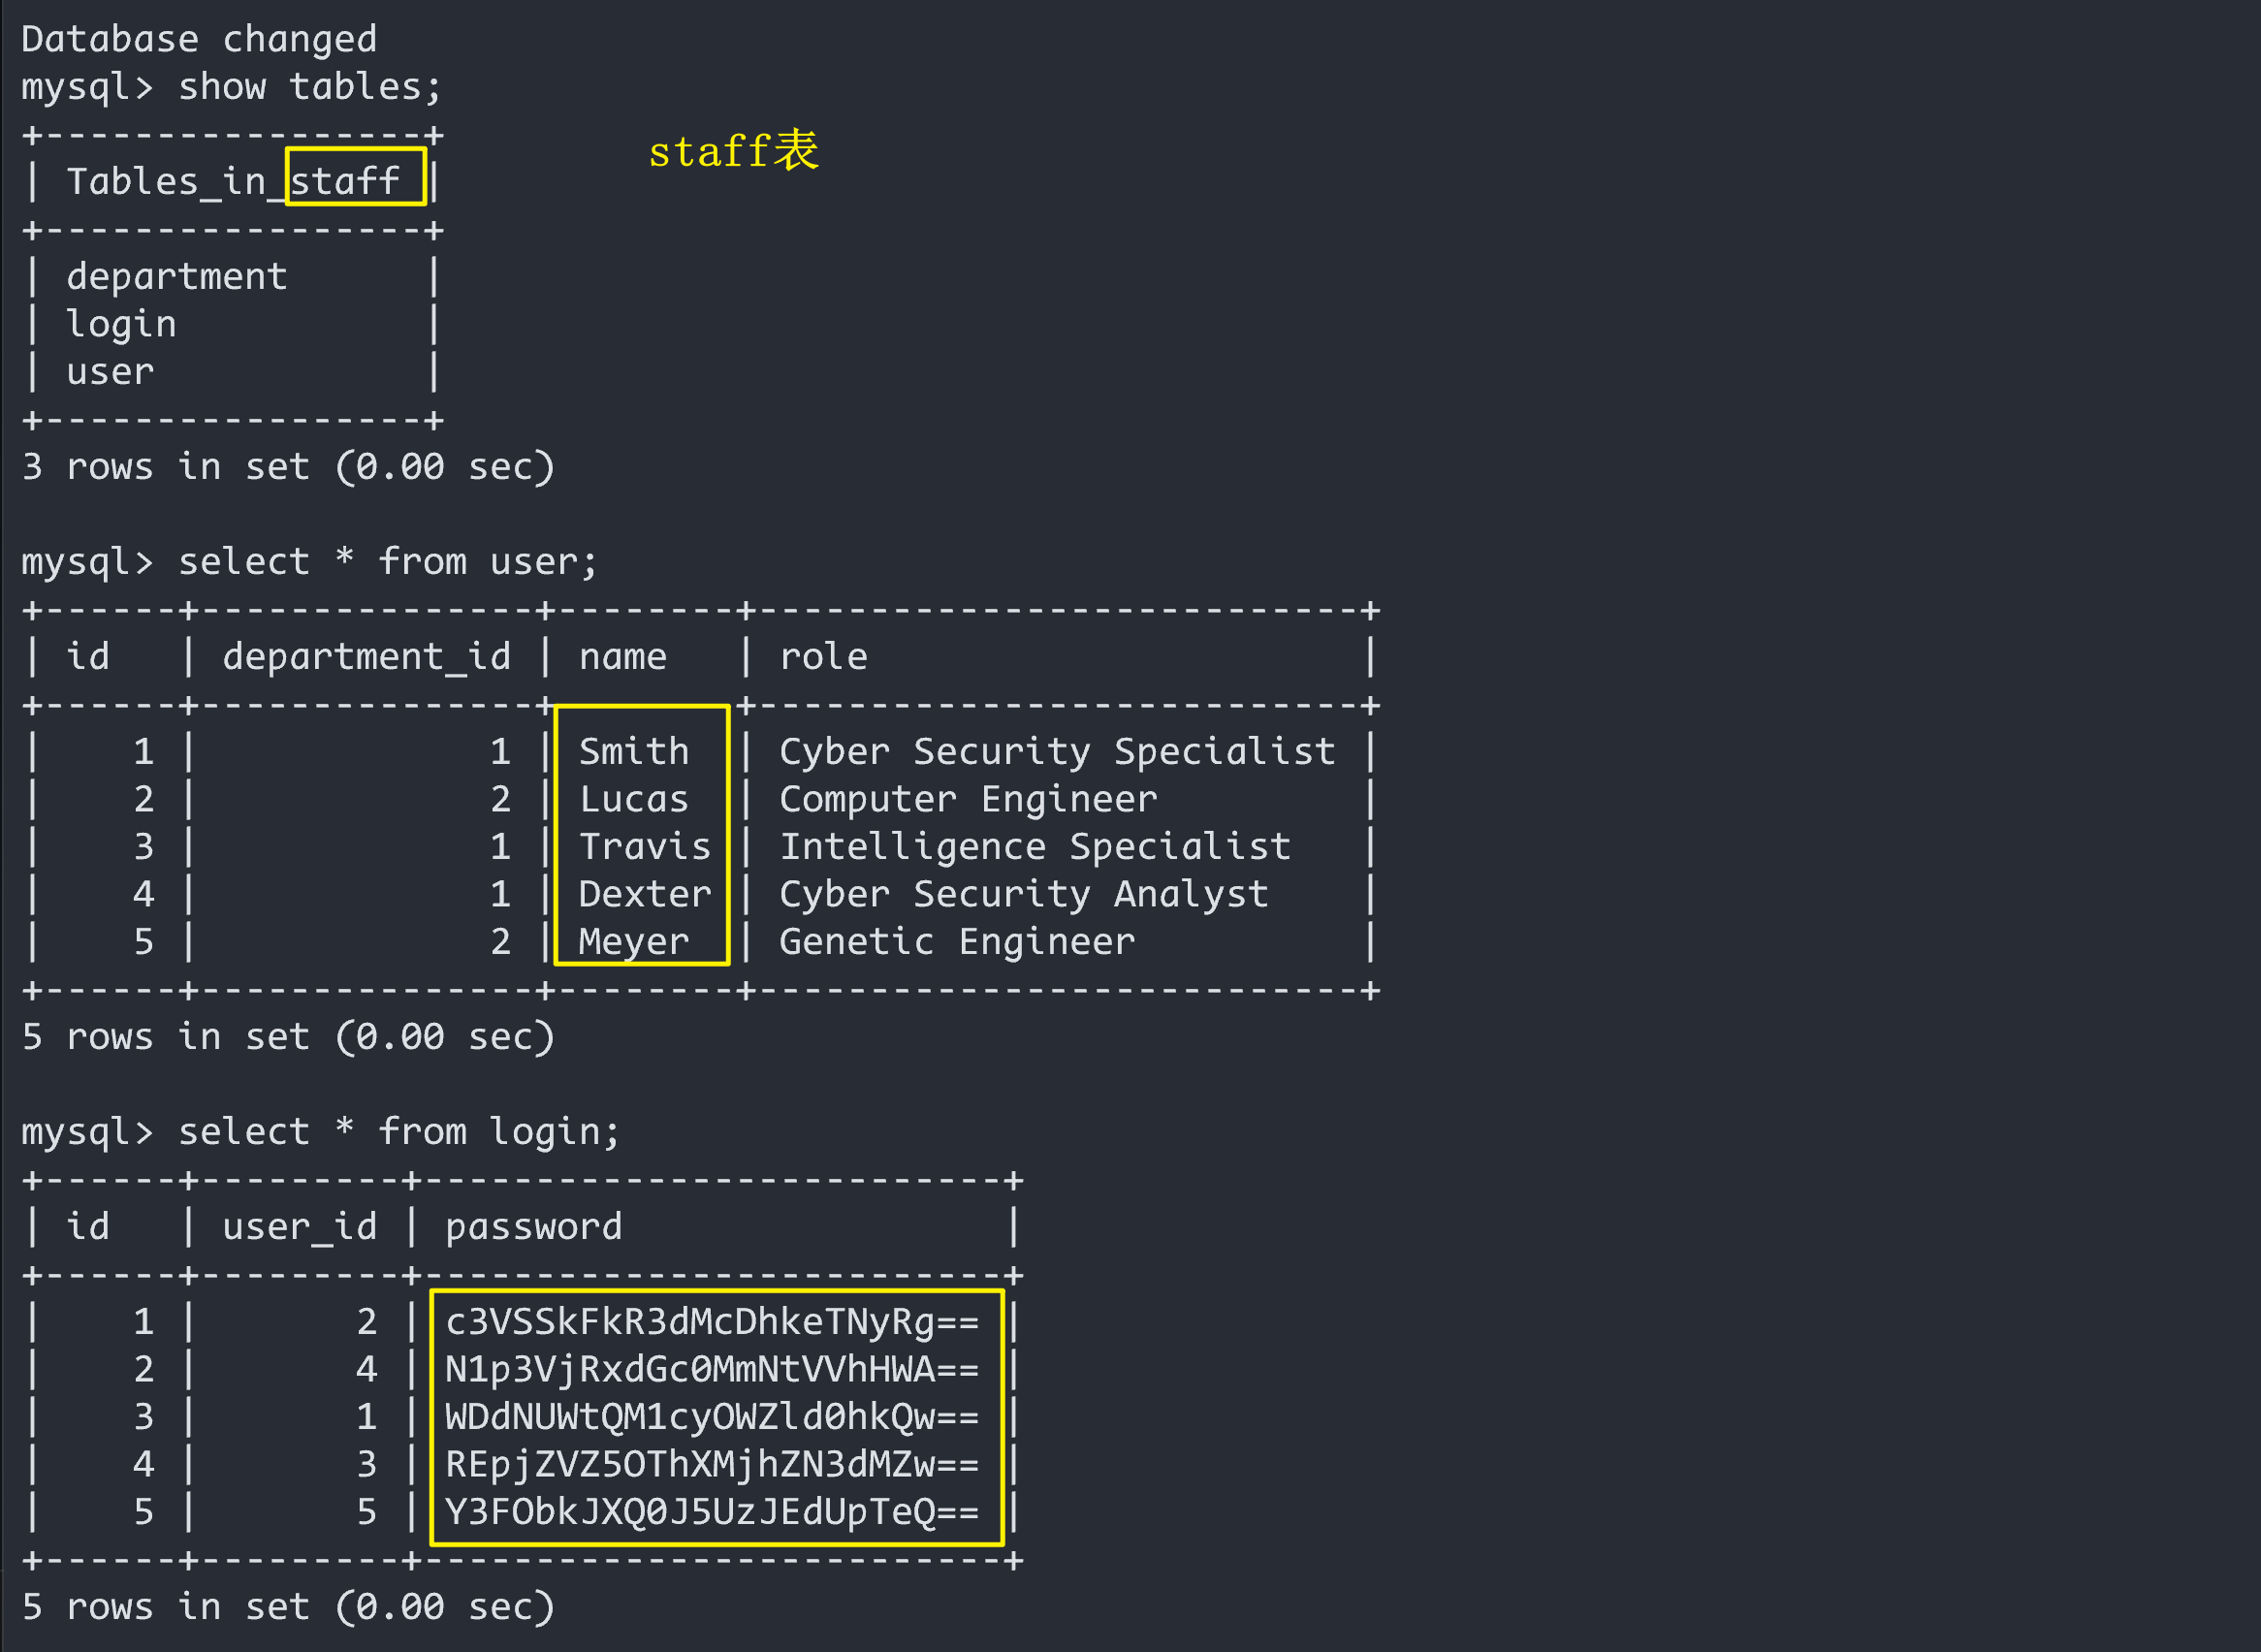 Database changed
mysql> show tables;
+-----------------+
| Tables_in_staff |
staff表
+-----------------+
| department      |
| login           |
| user            |
+-----------------+
3 rows in set (0.00 sec)
mysql> select * from user;
+------+---------------+--------+---------------------------+
| id   | department_id | name   | role                      |
+------+---------------+--------+---------------------------+
|    1 |             1 | Smith  | Cyber Security Specialist |
|    2 |             2 | Lucas  | Computer Engineer         |
|    3 |             1 | Travis | Intelligence Specialist   |
|    4 |             1 | Dexter | Cyber Security Analyst    |
|    5 |             2 | Meyer  | Genetic Engineer          |
+------+---------------+--------+---------------------------+
5 rows in set (0.00 sec)
mysql> select * from login;
+------+---------+--------------------------+
| id   | user_id | password                 |
+------+---------+--------------------------+
|    1 |       2 | c3VSSkFkR3dMcDhkeTNyRg== |
|    2 |       4 | N1p3VjRxdGc0MmNtVVhHWA== |
|    3 |       1 | WDdNUWtQM1cyOWZld0hkQw== |
|    4 |       3 | REpjZVZ5OThXMjhZN3dMZw== |
|    5 |       5 | Y3FObkJXQ0J5UzJEdUpTeQ== |
+------+---------+--------------------------+
5 rows in set (0.00 sec)